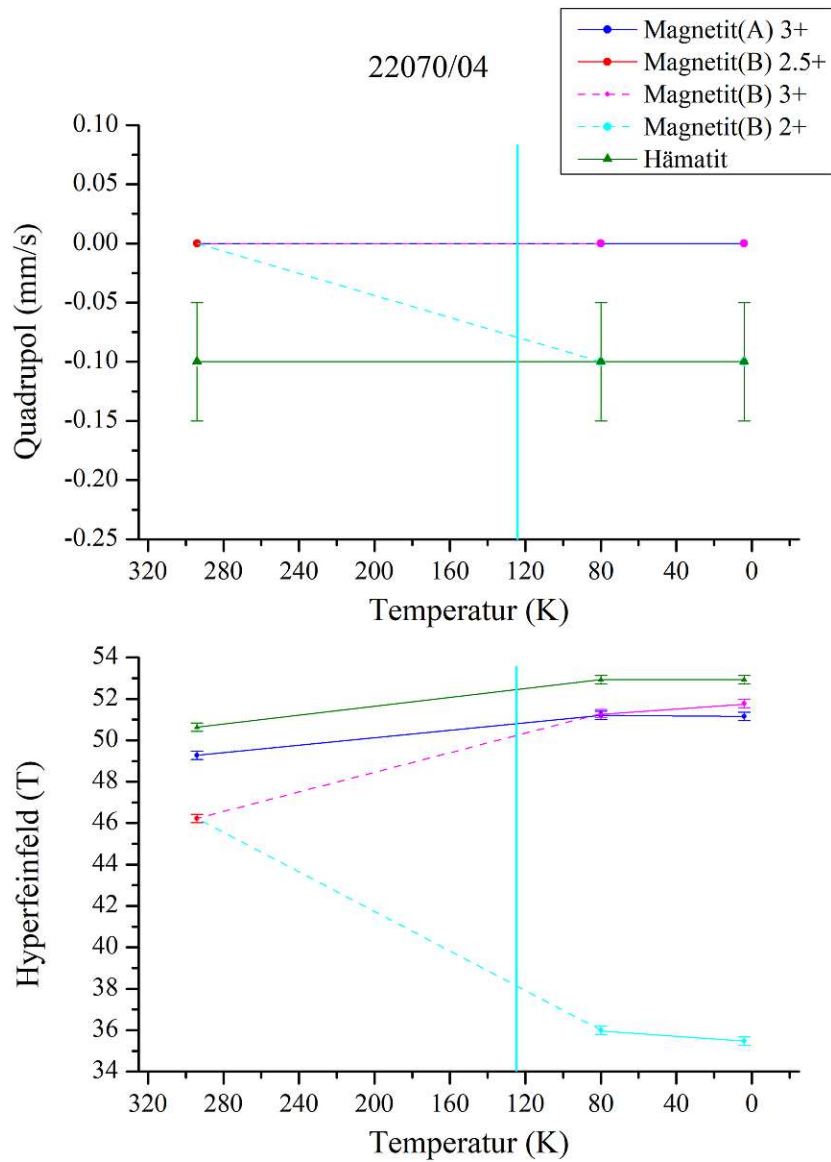 22070/04
Magnetit(A) 3+
Magnetit(B) 2.5+
Magnetit(B) 3+
Magnetit(B) 2+
Hämatit
Quadrupol (mm/s)
0.10
0.05
0.00
-0.05
-0.10
-0.15
-0.20
-0.25
320 280 240 200 160 120 80 40 0
Temperatur (K)
Hyperfeinfeld (T)
54
52
50
48
46
44
42
40
38
36
34
320 280 240 200 160 120 80 40 0
Temperatur (K)